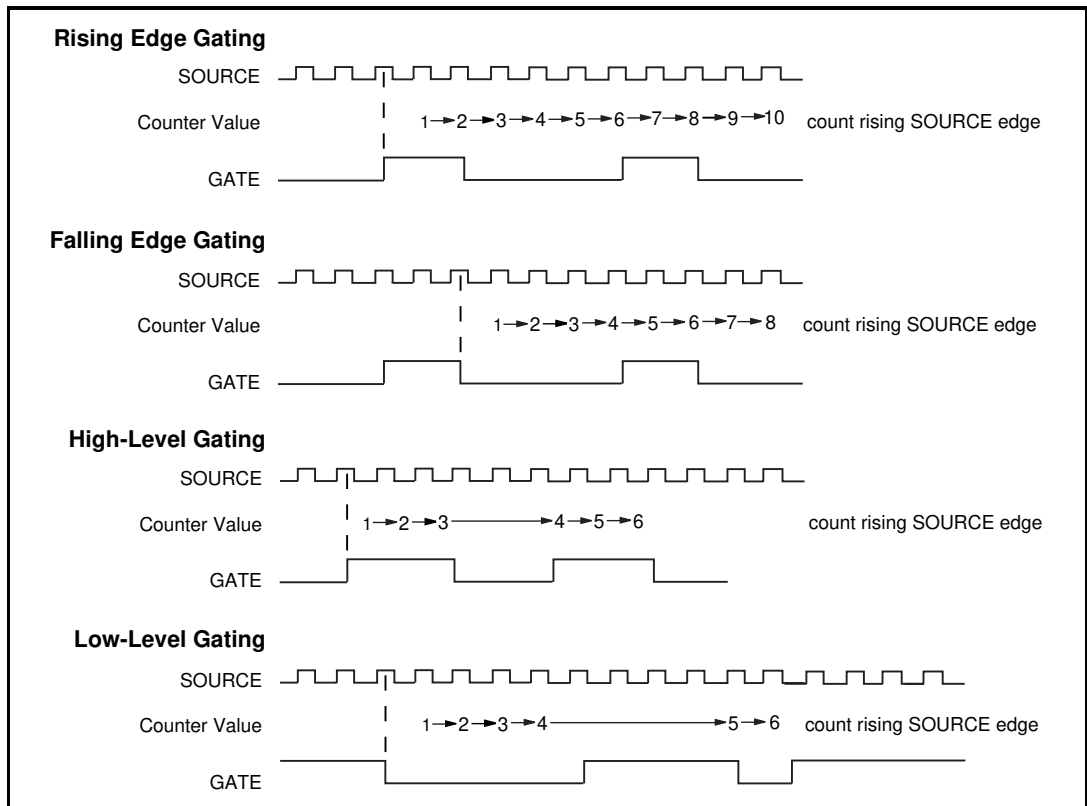 Rising Edge Gating
SOURCE
Counter Value 1 2 3 4 5 6 7 8 9 10 count rising SOURCE edge
GATE
Falling Edge Gating
SOURCE
Counter Value 1 2 3 4 5 6 7 8 count rising SOURCE edge
GATE
High-Level Gating
SOURCE
Counter Value 1 2 3 4 5 6 count rising SOURCE edge
GATE
Low-Level Gating
SOURCE
Counter Value 1 2 3 4 5 6 count rising SOURCE edge
GATE